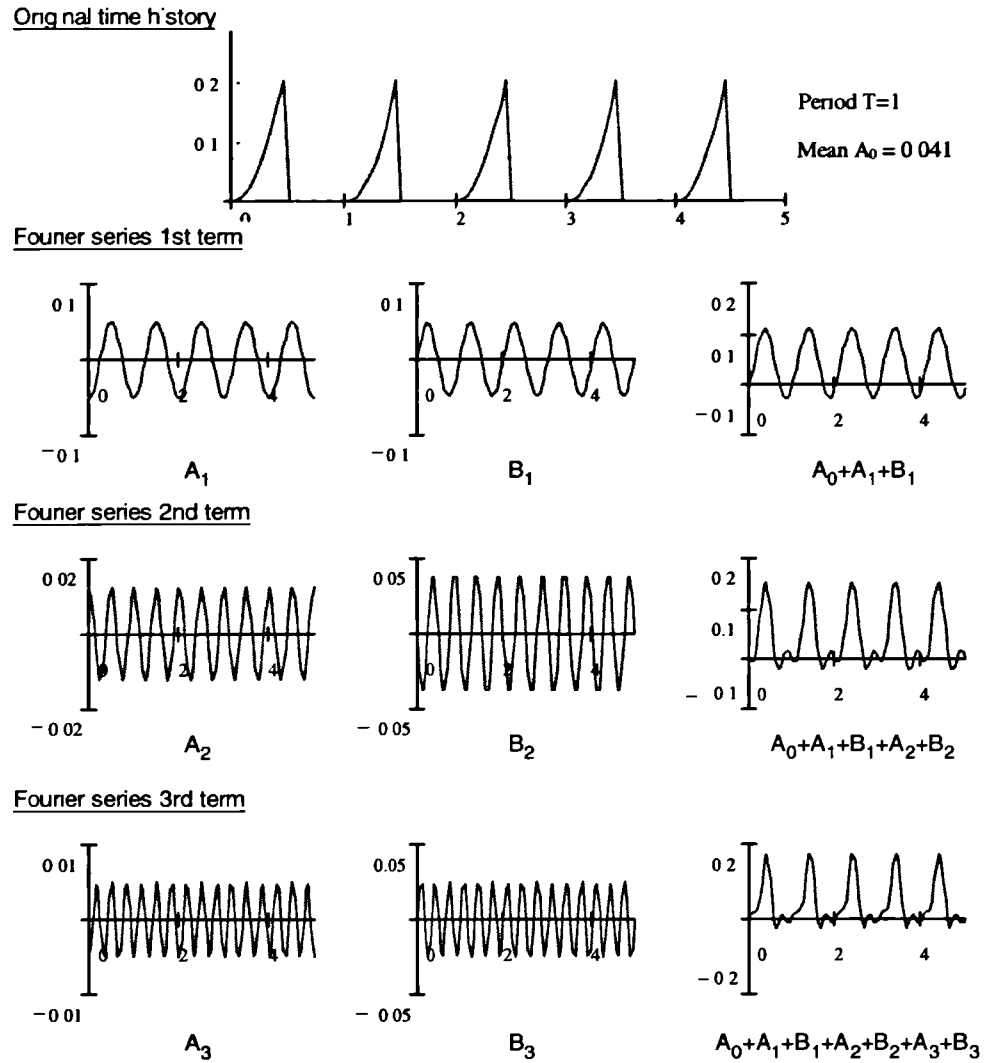 Orig nal time h story
0 2
0 1
Period T=1
Mean A0 = 0 041
0 1 2 3 4 5
Fourier series 1st term
0 1 0 1 0 2
0 1
0 2 4 0 2 4 0 2 4
−0 1 −0 1 −0 1
A1 B1 A0+A1+B1
Fourier series 2nd term
0 02 0 05 0 2
0.1
0 2 4 0 2 4 0 2 4
−0 02 −0 05 − 0 1
A2 B2 A0+A1+B1+A2+B2
Fourier series 3rd term
0 01 0.05 0 2
0 2 4 0 2 4 0 2 4
−0 01 −0.05 −0 2
A3 B3 A0+A1+B1+A2+B2+A3+B3